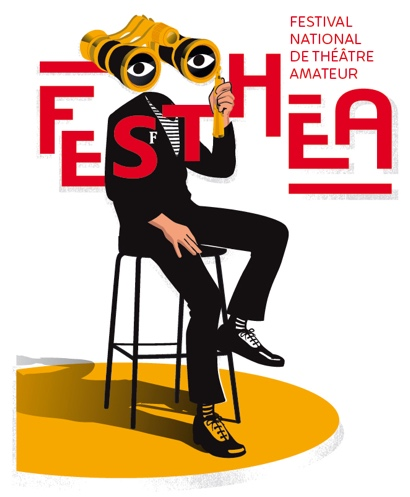 FESTIVAL
NATIONAL
DE THÉÂTRE
AMATEUR
FESTHÉA
F